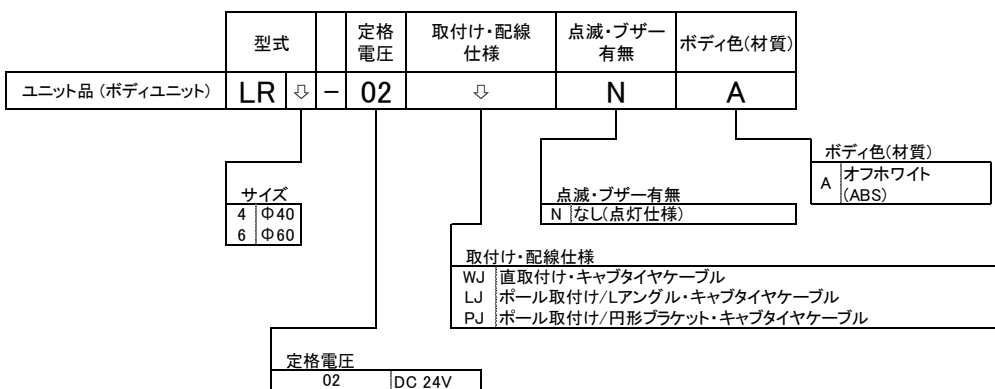 型式
定格
電圧
取付け・配線
仕様
点滅・ブザー
有無
ボディ色(材質)
ユニット品 (ボディユニット)
LR ⇩ - 02 ⇩ N A
ボディ色(材質)
A オフホワイト
(ABS)
サイズ
4 Φ40
6 Φ60
点滅・ブザー有無
N なし(点灯仕様)
取付け・配線仕様
WJ 直取付け・キャブタイヤケーブル
LJ ポール取付け/Lアングル・キャブタイヤケーブル
PJ ポール取付け/円形ブラケット・キャブタイヤケーブル
定格電圧
02 DC 24V